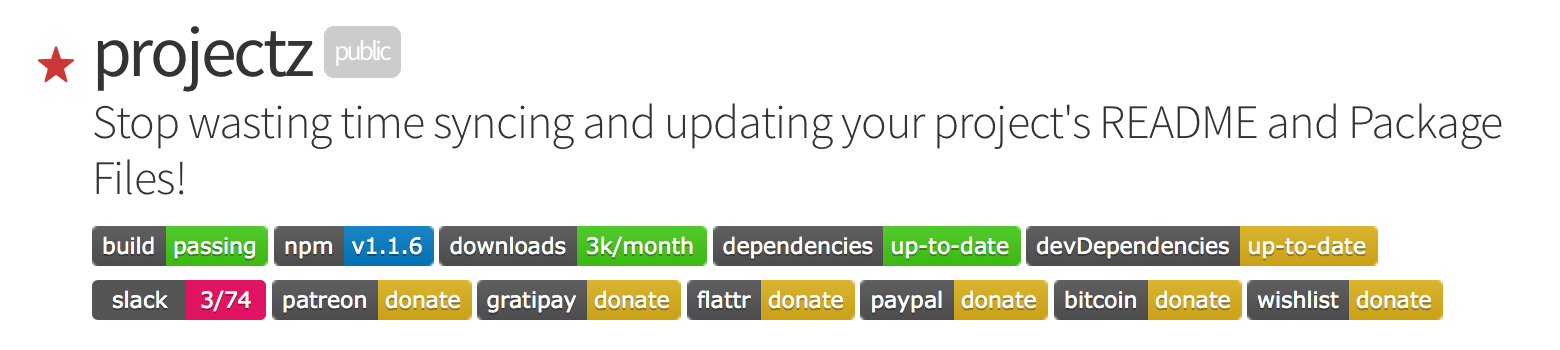 projectz public
Stop wasting time syncing and updating your project's README and Package
Files!
build passing npm v1.1.6 downloads 3k/month dependencies up-to-date devDependencies up-to-date
slack 3/74 patreon donate gratipay donate flattr donate paypal donate bitcoin donate wishlist donate